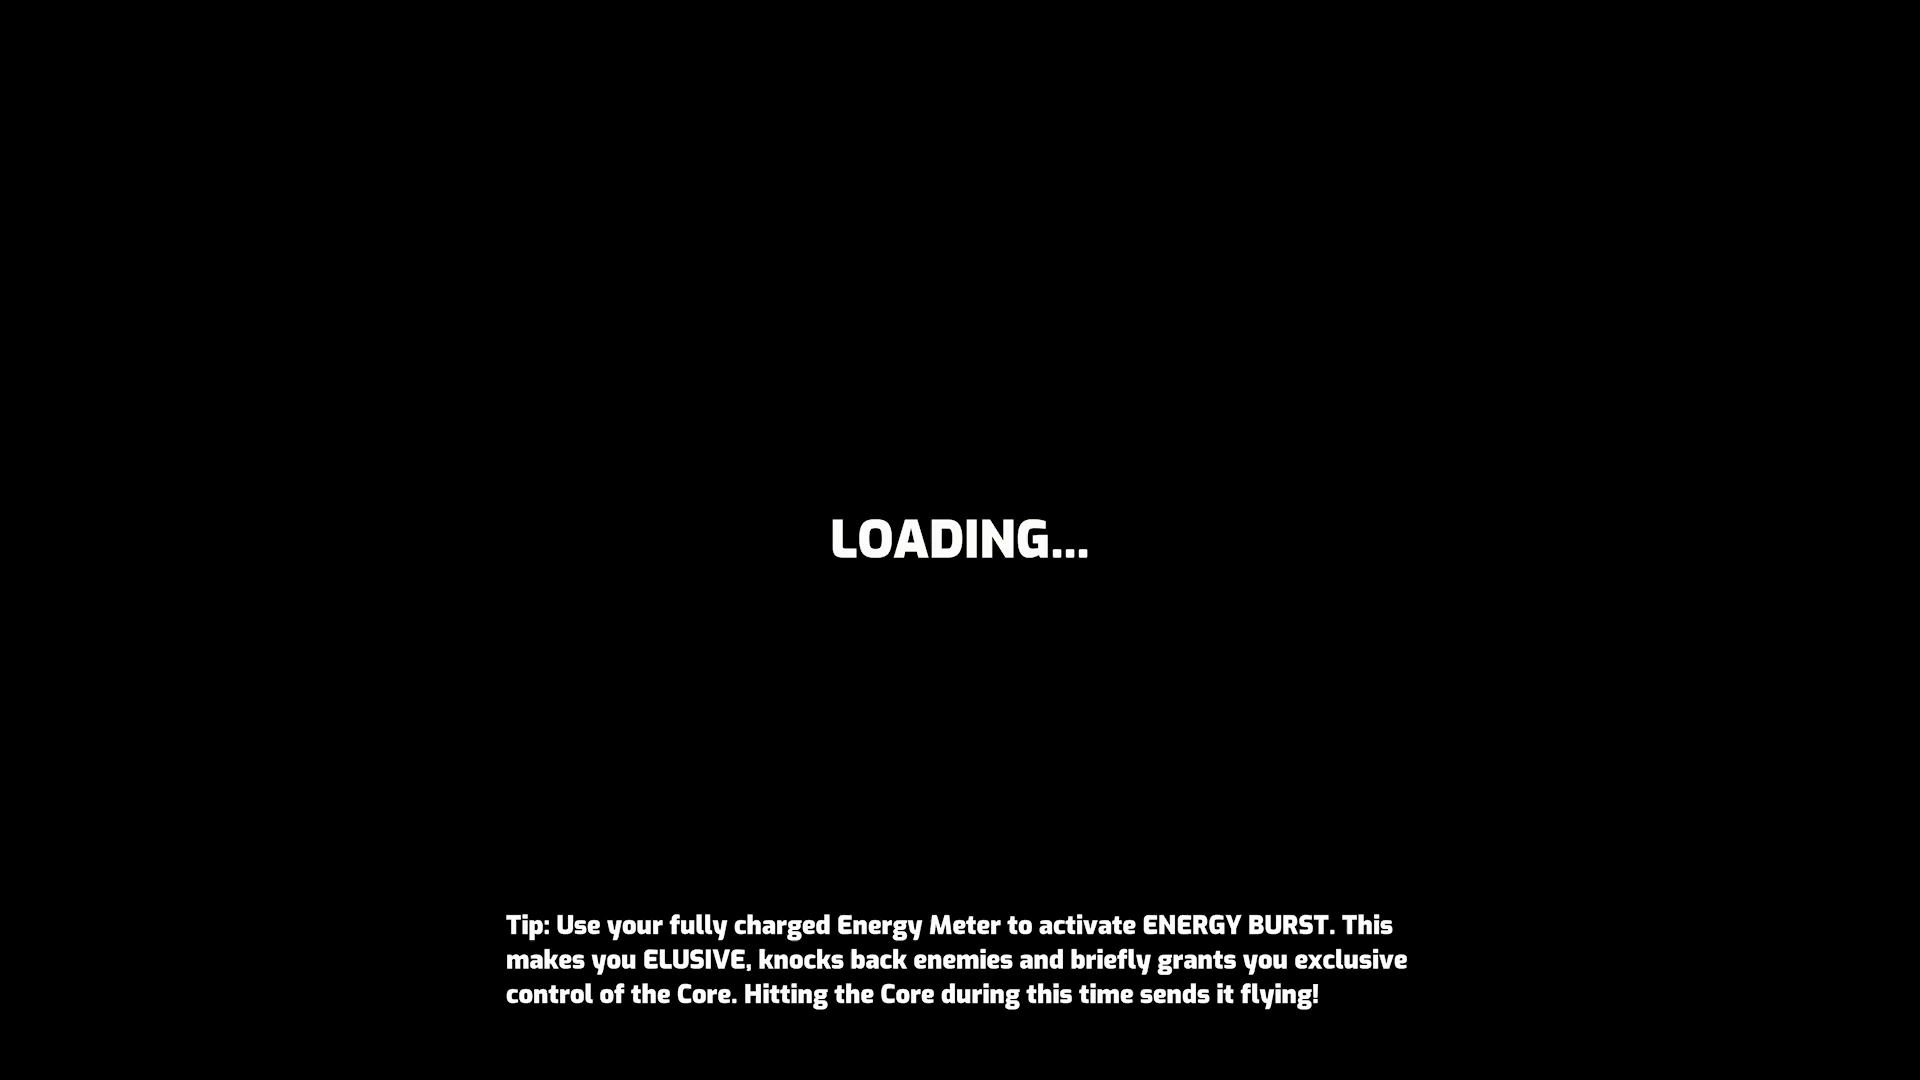 LOADING...
Tip: Use your fully charged Energy Meter to activate ENERGY BURST. This
makes you ELUSIVE, knocks back enemies and briefly grants you exclusive
control of the Core. Hitting the Core during this time sends it flying!